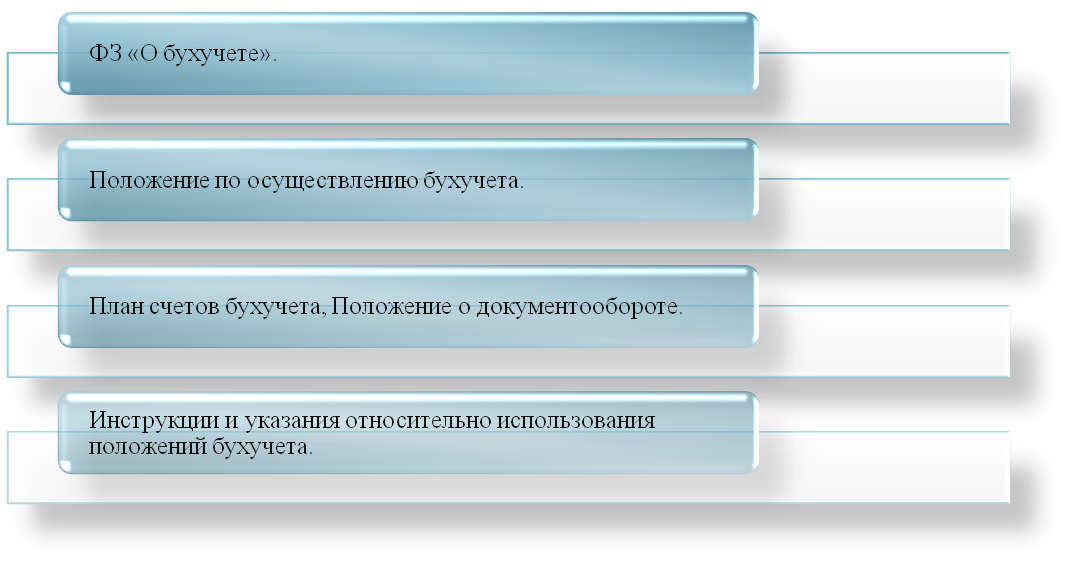 ФЗ «О бухучете».
Положение по осуществлению бухучета.
План счетов бухучета, Положение о документообороте.
Инструкции и указания относительно использования
положений бухучета.